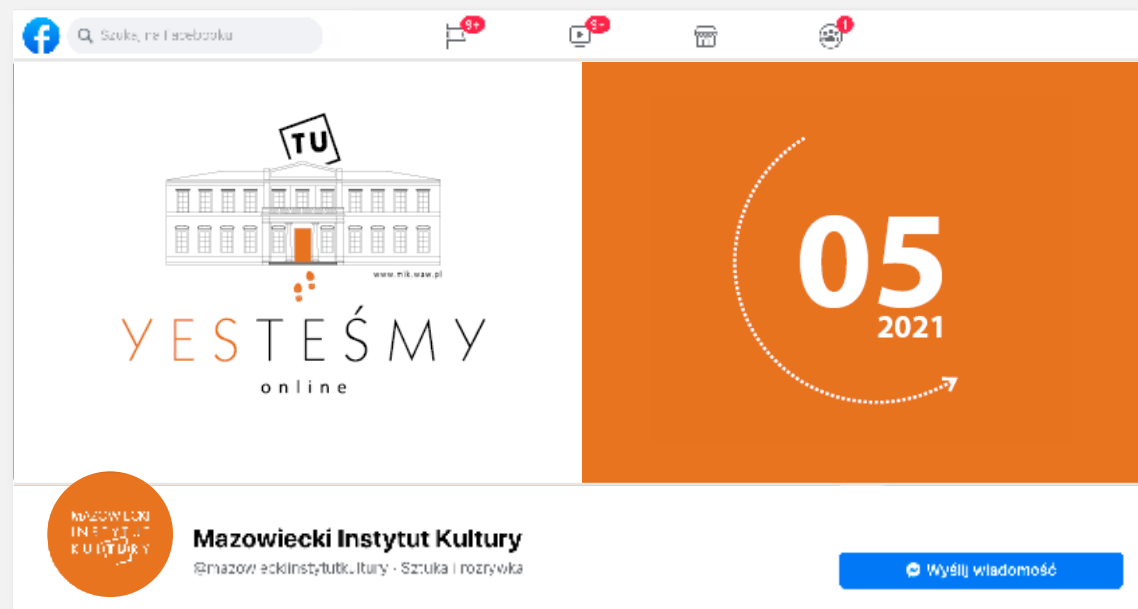 Szukaj na Facebooku
9+
9+
1
TU
www.mik.waw.pl
YESTEŚMY
online
05
2021
MAZOWIECKI
INSTYTUT
KULTURY
Mazowiecki Instytut Kultury
@mazowieckiinstytutkultury · Sztuka i rozrywka
Wyślij wiadomość